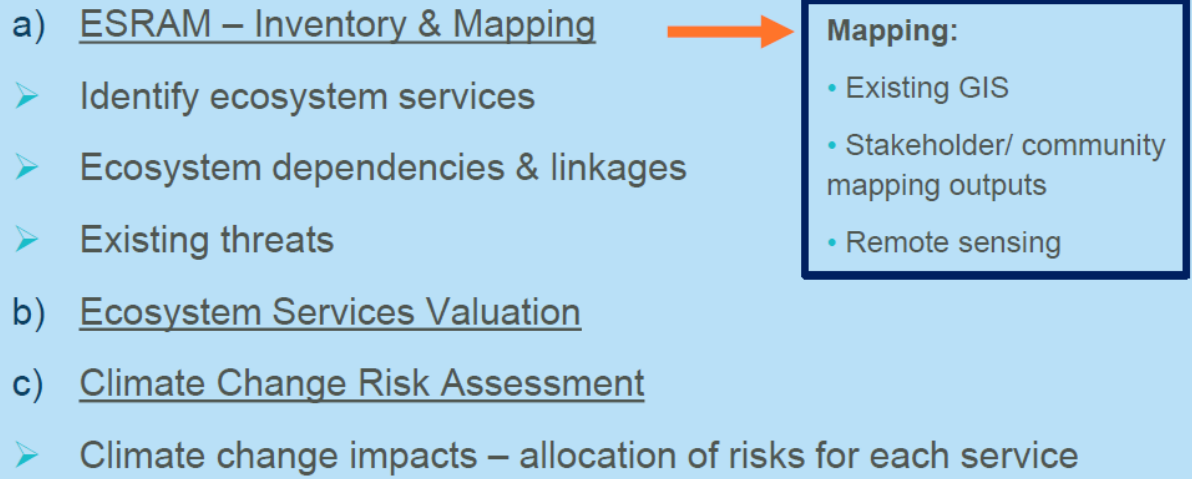 a) ESRAM – Inventory & Mapping
➢ Identify ecosystem services
➢ Ecosystem dependencies & linkages
➢ Existing threats
b) Ecosystem Services Valuation
c) Climate Change Risk Assessment
➢ Climate change impacts – allocation of risks for each service
Mapping:
• Existing GIS
• Stakeholder/ community
mapping outputs
• Remote sensing